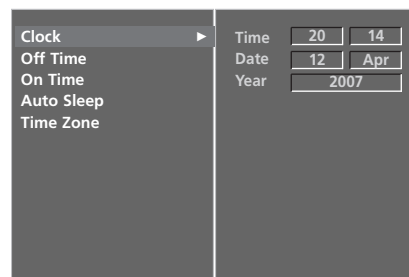 Clock ►
Off Time
On Time
Auto Sleep
Time Zone
Time 20 14
Date 12 Apr
Year 2007